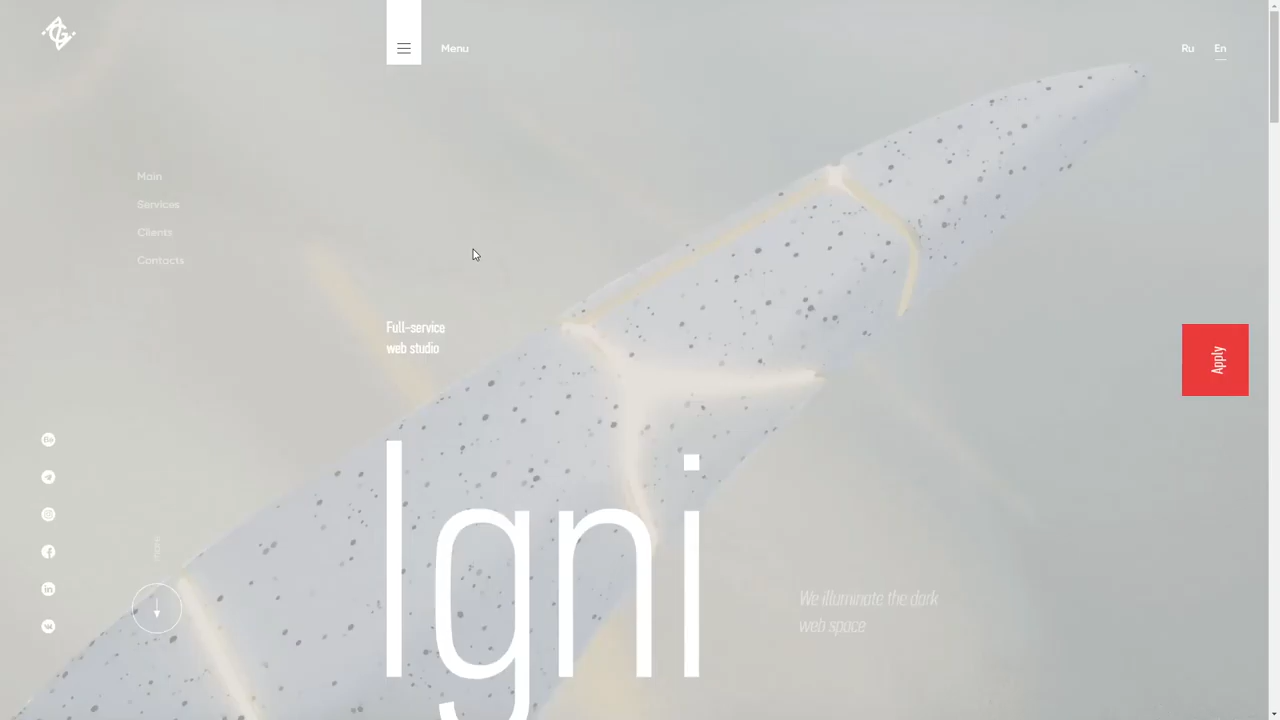 Menu
Ru
En
Main
Services
Clients
Contacts
Full-service
web studio
Apply
Igni
more
We illuminate the dark
web space